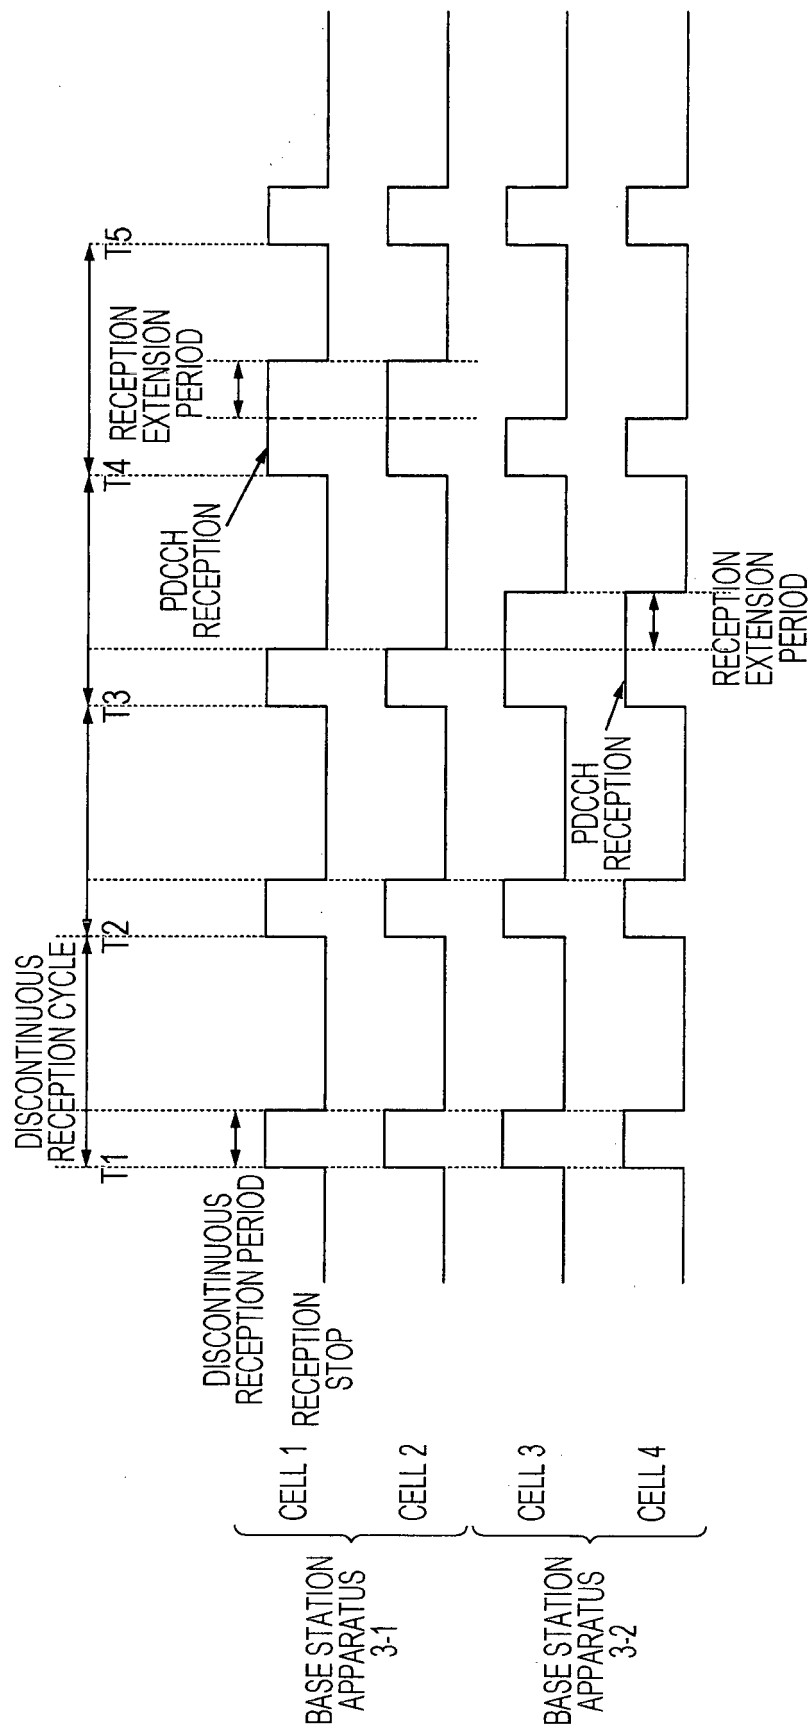 DISCONTINUOUS
RECEPTION CYCLE
T1
T2
T3
T4
T5
DISCONTINUOUS
RECEPTION PERIOD
RECEPTION
STOP
PDCCH
RECEPTION
RECEPTION
EXTENSION
PERIOD
BASE STATION
APPARATUS
3-1
CELL 1
CELL 2
BASE STATION
APPARATUS
3-2
CELL 3
CELL 4
PDCCH
RECEPTION
RECEPTION
EXTENSION
PERIOD